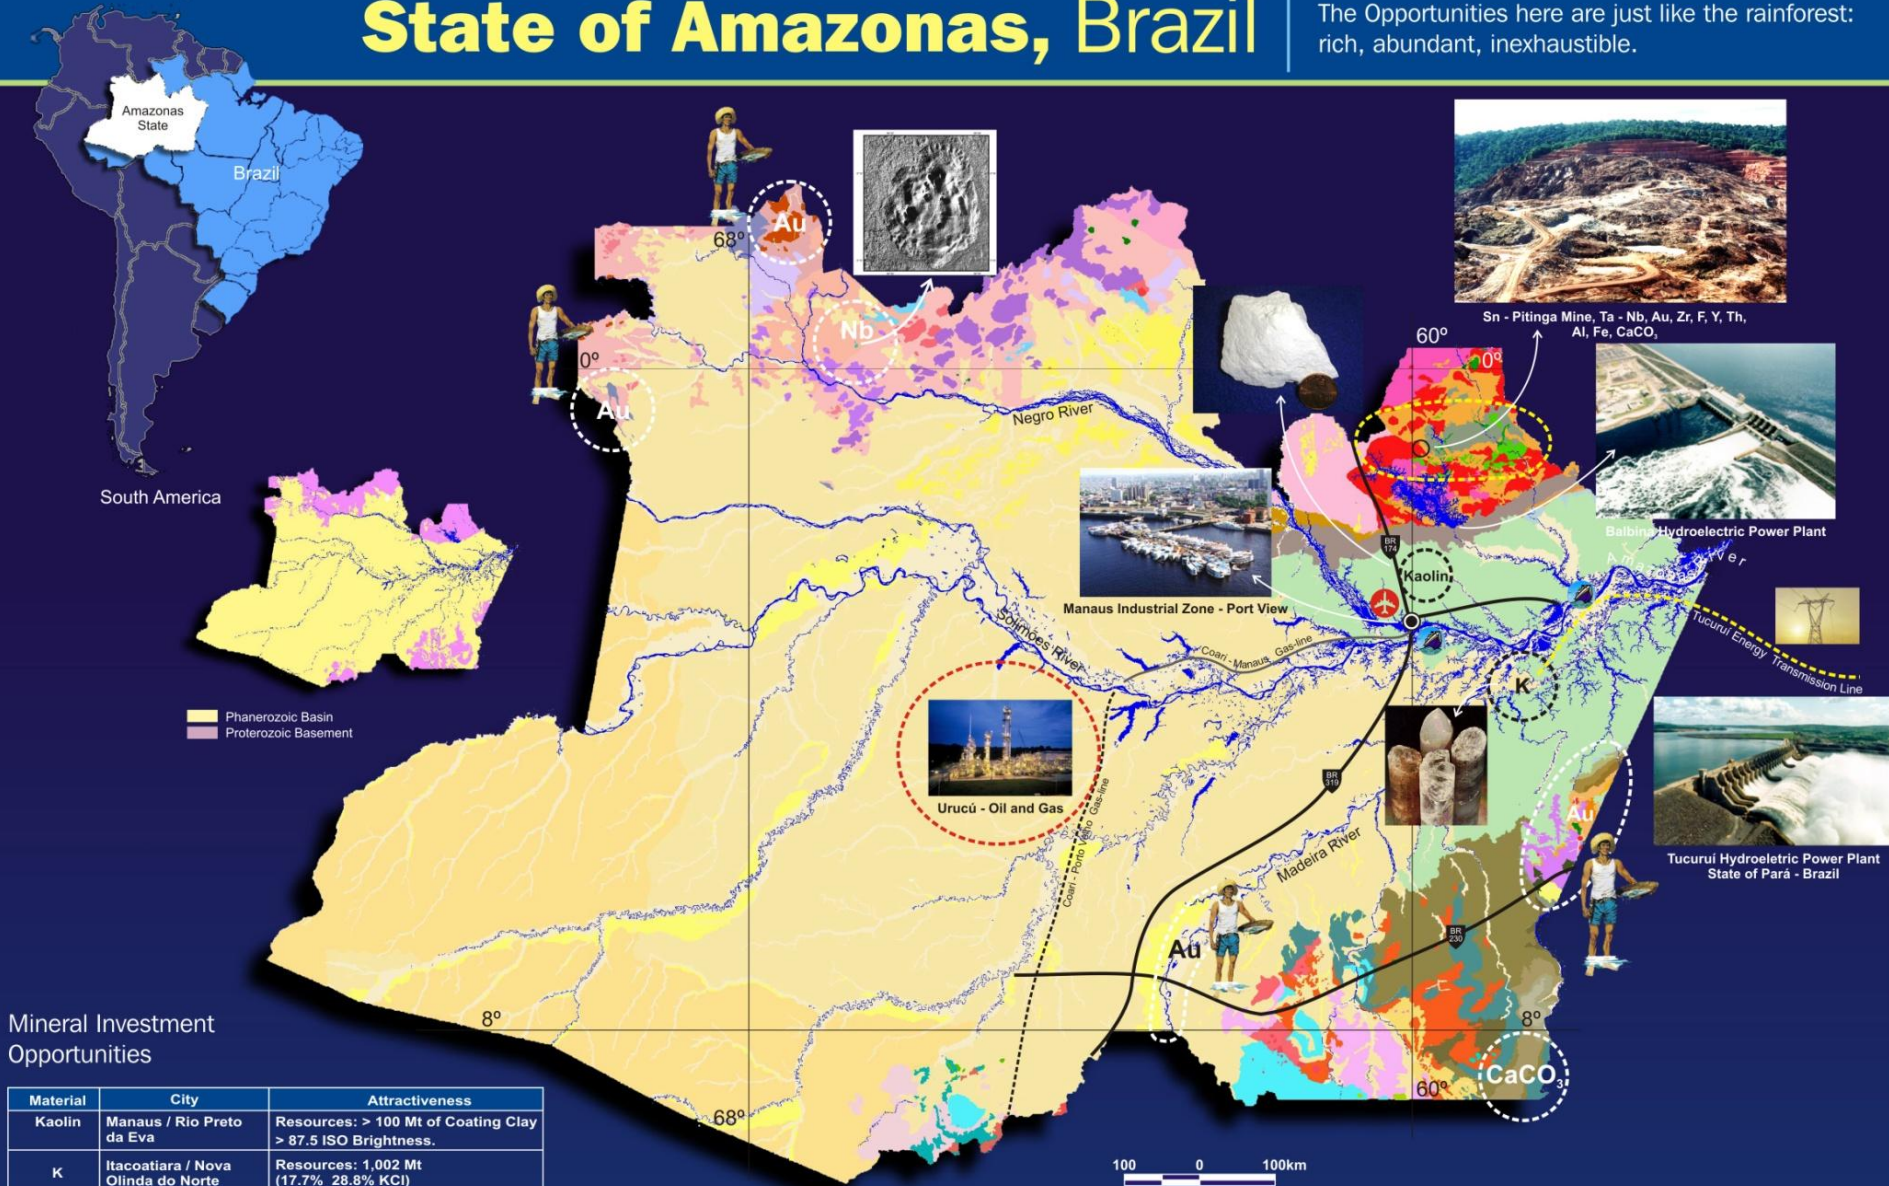 State of Amazonas, Brazil
The Opportunities here are just like the rainforest:
rich, abundant, inexhaustible.
Amazonas
State
Brazil
South America
Phanerozoic Basin
Proterozoic Basement
68º
Au
Nb
0º
Au
Negro River
Sn - Pitinga Mine, Ta - Nb, Au, Zr, F, Y, Th,
Al, Fe, CaCO₃
60º
0º
Balbina Hydroelectric Power Plant
Amazonas River
BR
174
Kaolin
Manaus Industrial Zone - Port View
Solimões River
Coari - Manaus Gas-line
Tucuruí Energy Transmission Line
K
Urucú - Oil and Gas
Coari - Porto Velho Gas-line
BR
319
Madeira River
Au
Tucuruí Hydroeletric Power Plant
State of Pará - Brazil
Au
BR
230
8º
8º
CaCO₃
60º
68º
Mineral Investment
Opportunities
Material City Attractiveness
Kaolin Manaus / Rio Preto Resources: > 100 Mt of Coating Clay
da Eva > 87.5 ISO Brightness.
K Itacoatiara / Nova Resources: 1,002 Mt
Olinda do Norte (17.7% 28.8% KCl)
100 0 100km